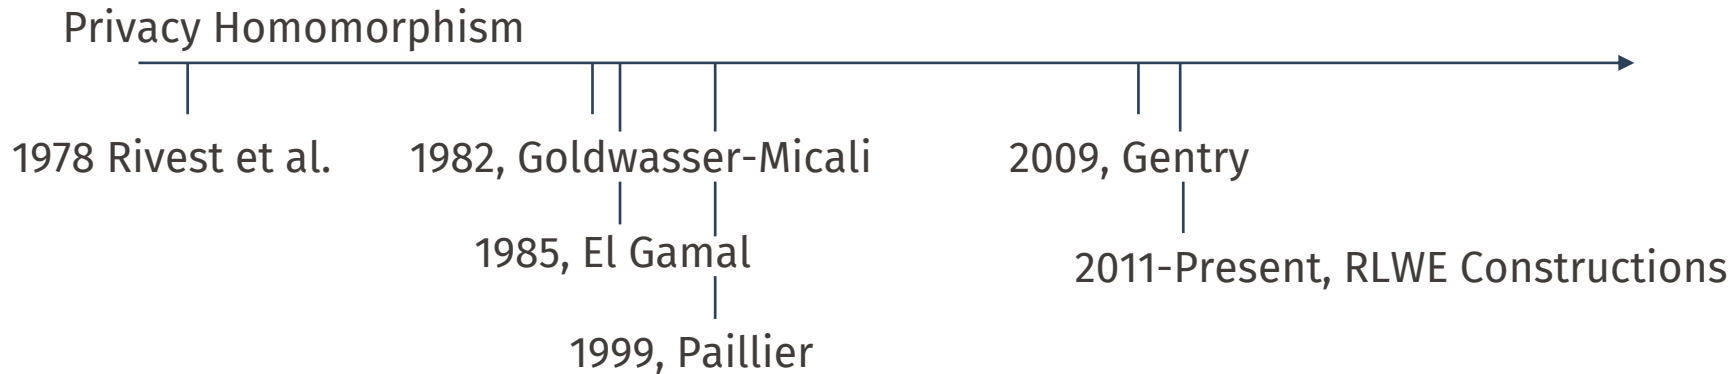 Privacy Homomorphism
1978 Rivest et al.
1982, Goldwasser-Micali
2009, Gentry
1985, El Gamal
2011-Present, RLWE Constructions
1999, Paillier